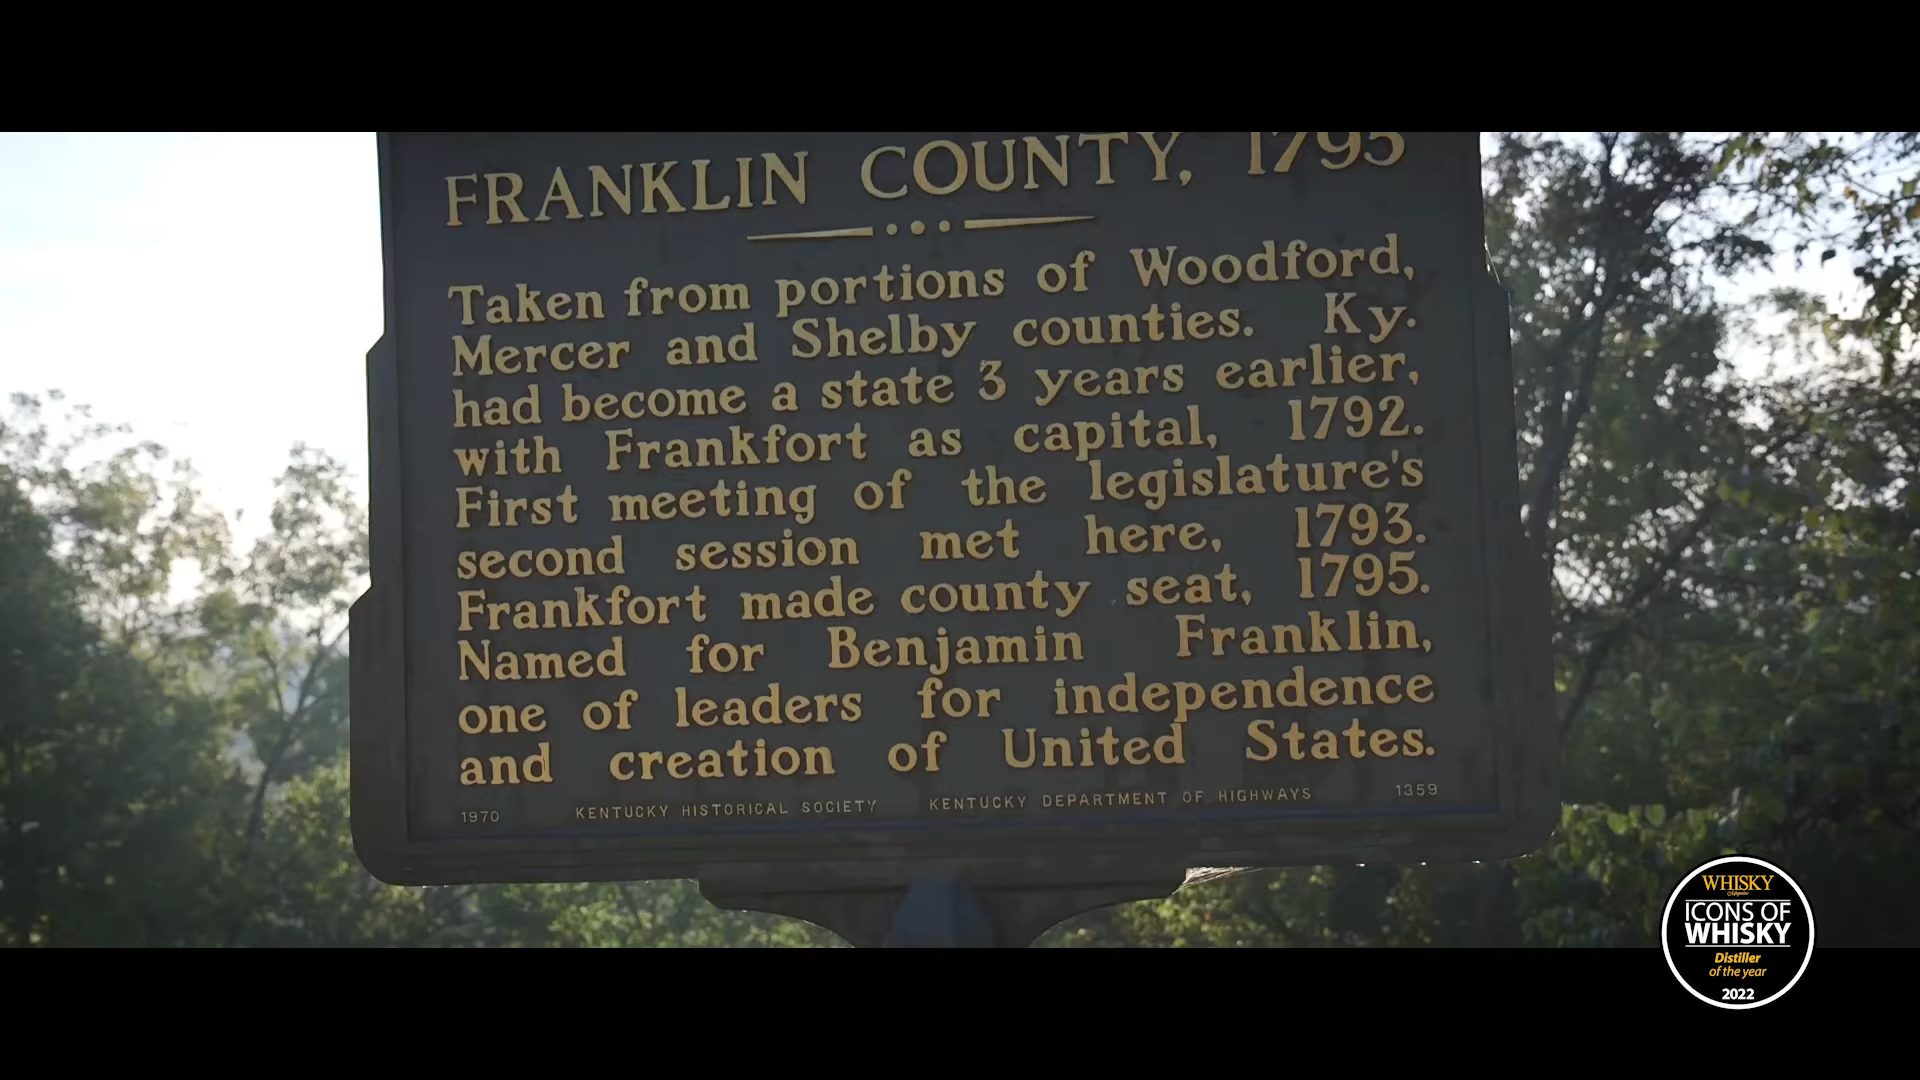 FRANKLIN COUNTY, 1795
Taken from portions of Woodford,
Mercer and Shelby counties. Ky.
had become a state 3 years earlier,
with Frankfort as capital, 1792.
First meeting of the legislature's
second session met here, 1793.
Frankfort made county seat, 1795.
Named for Benjamin Franklin,
one of leaders for independence
and creation of United States.
1970 KENTUCKY HISTORICAL SOCIETY KENTUCKY DEPARTMENT OF HIGHWAYS 1359
WHISKY
Magazine
ICONS OF
WHISKY
Distiller
of the year
2022